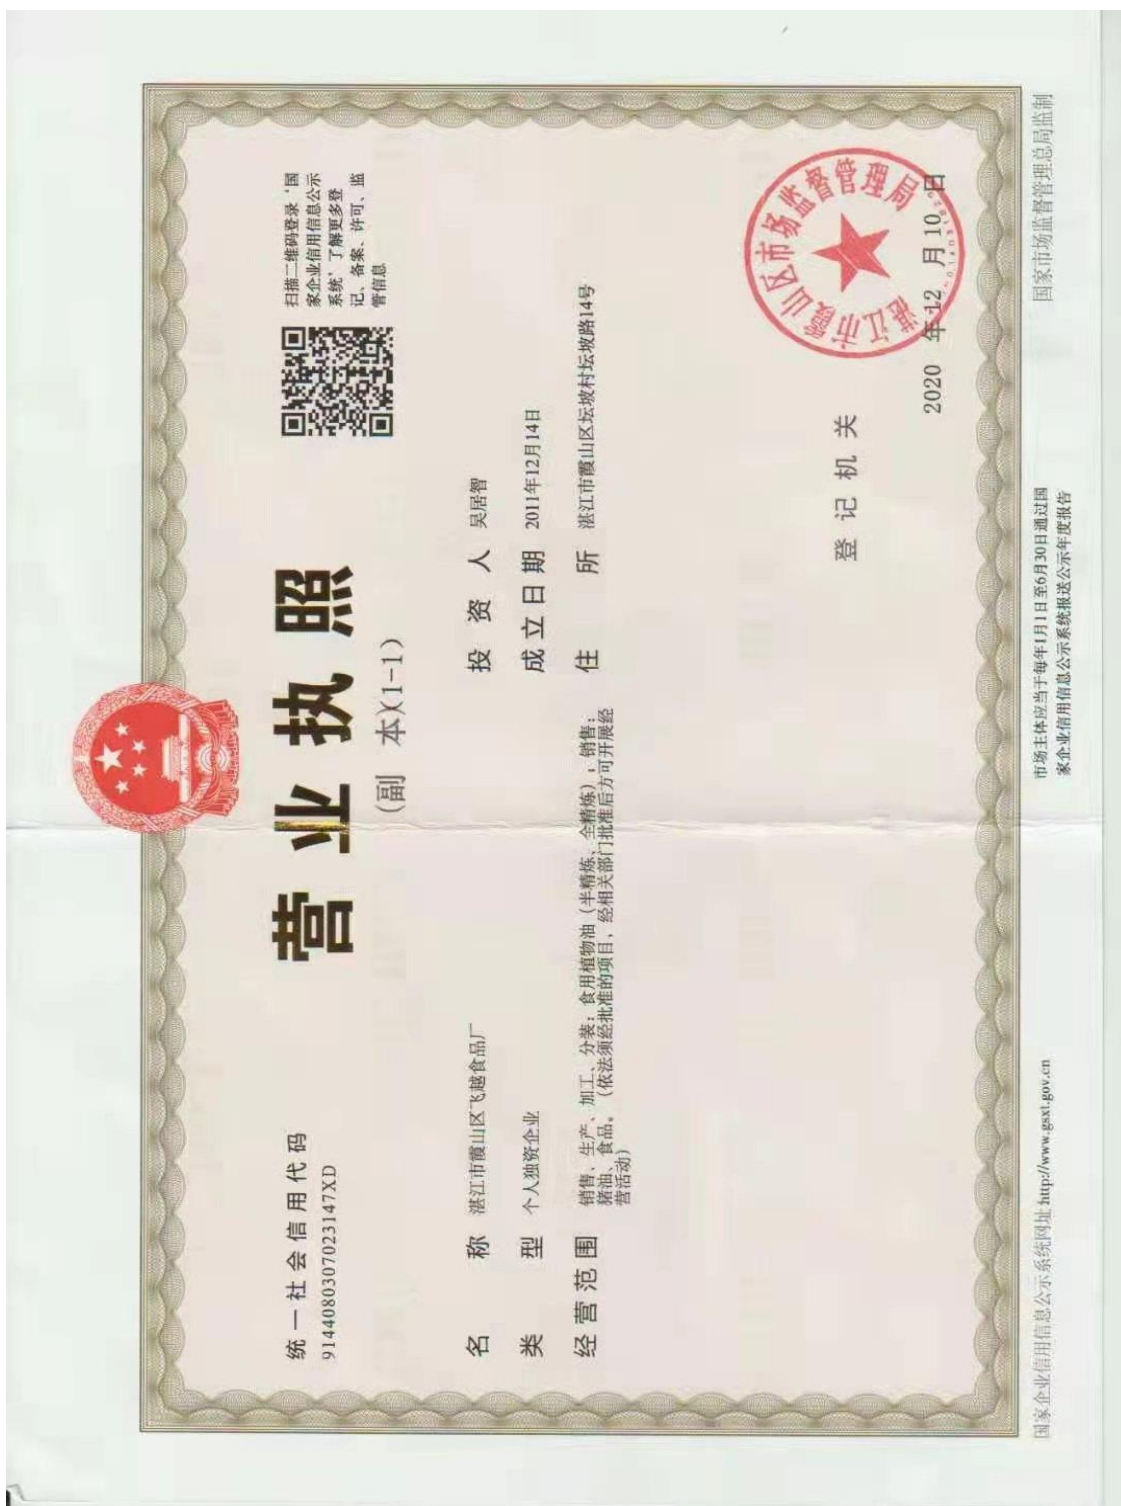 统一社会信用代码
9144080307023147XD
营业执照
(副 本)(1-1)
扫描二维码登录‘国
家企业信用信息公示
系统’了解更多登
记、备案、许可、监
管信息
名 称 湛江市霞山区飞越食品厂
类 型 个人独资企业
经营范围 销售、生产、加工、分装：食用植物油（半精炼、全精炼）；销售：
猪油、食品。（依法须经批准的项目，经相关部门批准后方可开展经
营活动）
投资人 吴居智
成立日期 2011年12月14日
住 所 湛江市霞山区坛坡村坛坡路14号
登记机关
湛江市霞山区市场监督管理局
2020 年 12 月 10 日
国家企业信用信息公示系统网址 http://www.gsxt.gov.cn
市场主体应当于每年1月1日至6月30日通过国
家企业信用信息公示系统报送公示年度报告
国家市场监督管理总局监制